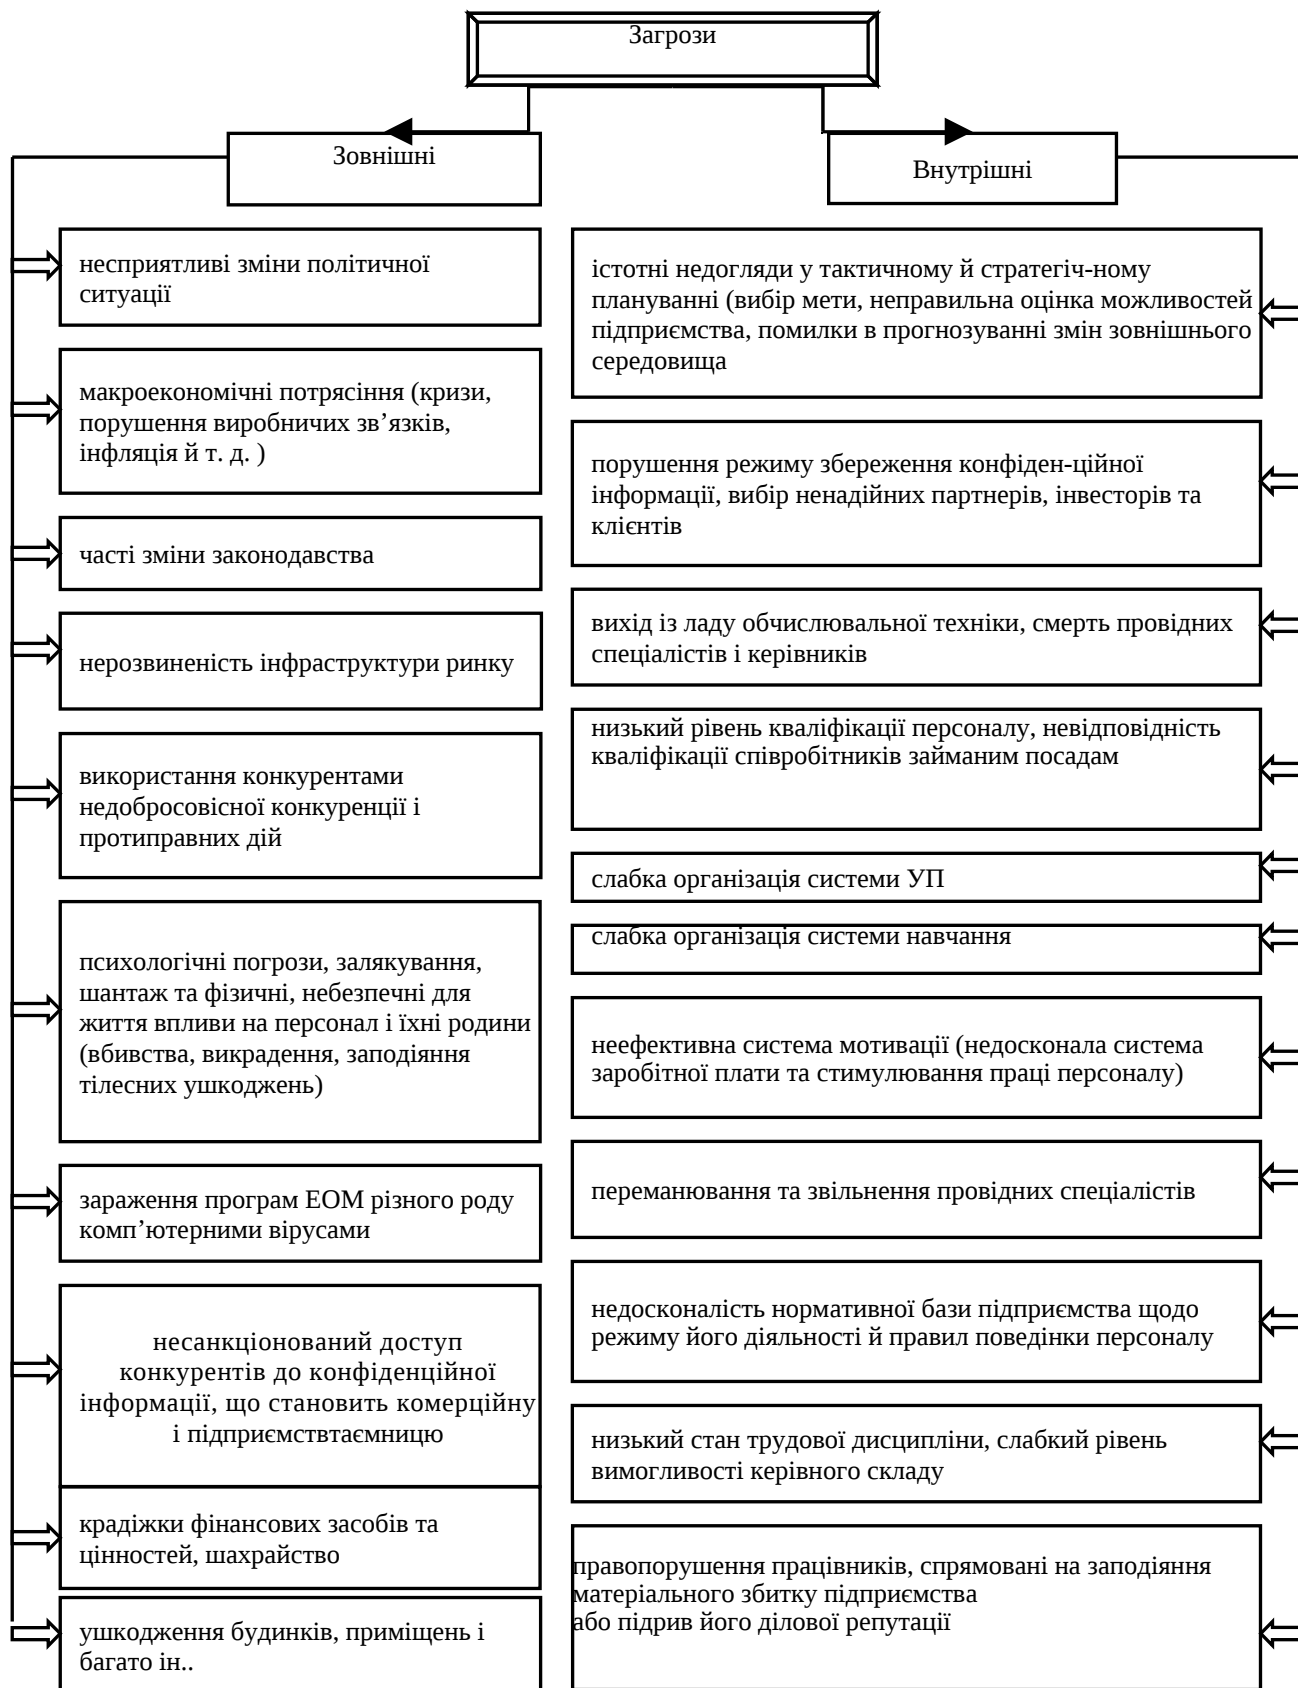 Загрози
Зовнішні
Внутрішні
несприятливі зміни політичної
ситуації
макроекономічні потрясіння (кризи,
порушення виробничих зв’язків,
інфляція й т. д. )
часті зміни законодавства
нерозвиненість інфраструктури ринку
використання конкурентами
недобросовісної конкуренції і
протиправних дій
психологічні погрози, залякування,
шантаж та фізичні, небезпечні для
життя впливи на персонал і їхні родини
(вбивства, викрадення, заподіяння
тілесних ушкоджень)
зараження програм ЕОМ різного роду
комп’ютерними вірусами
несанкціонований доступ
конкурентів до конфіденційної
інформації, що становить комерційну
і підприємствтаємницю
крадіжки фінансових засобів та
цінностей, шахрайство
ушкодження будинків, приміщень і
багато ін..
істотні недогляди у тактичному й стратегіч-ному
плануванні (вибір мети, неправильна оцінка можливостей
підприємства, помилки в прогнозуванні змін зовнішнього
середовища
порушення режиму збереження конфіден-ційної
інформації, вибір ненадійних партнерів, інвесторів та
клієнтів
вихід із ладу обчислювальної техніки, смерть провідних
спеціалістів і керівників
низький рівень кваліфікації персоналу, невідповідність
кваліфікації співробітників займаним посадам
слабка організація системи УП
слабка організація системи навчання
неефективна система мотивації (недосконала система
заробітної плати та стимулювання праці персоналу)
переманювання та звільнення провідних спеціалістів
недосконалість нормативної бази підприємства щодо
режиму його діяльності й правил поведінки персоналу
низький стан трудової дисципліни, слабкий рівень
вимогливості керівного складу
правопорушення працівників, спрямовані на заподіяння
матеріального збитку підприємства
або підрив його ділової репутації